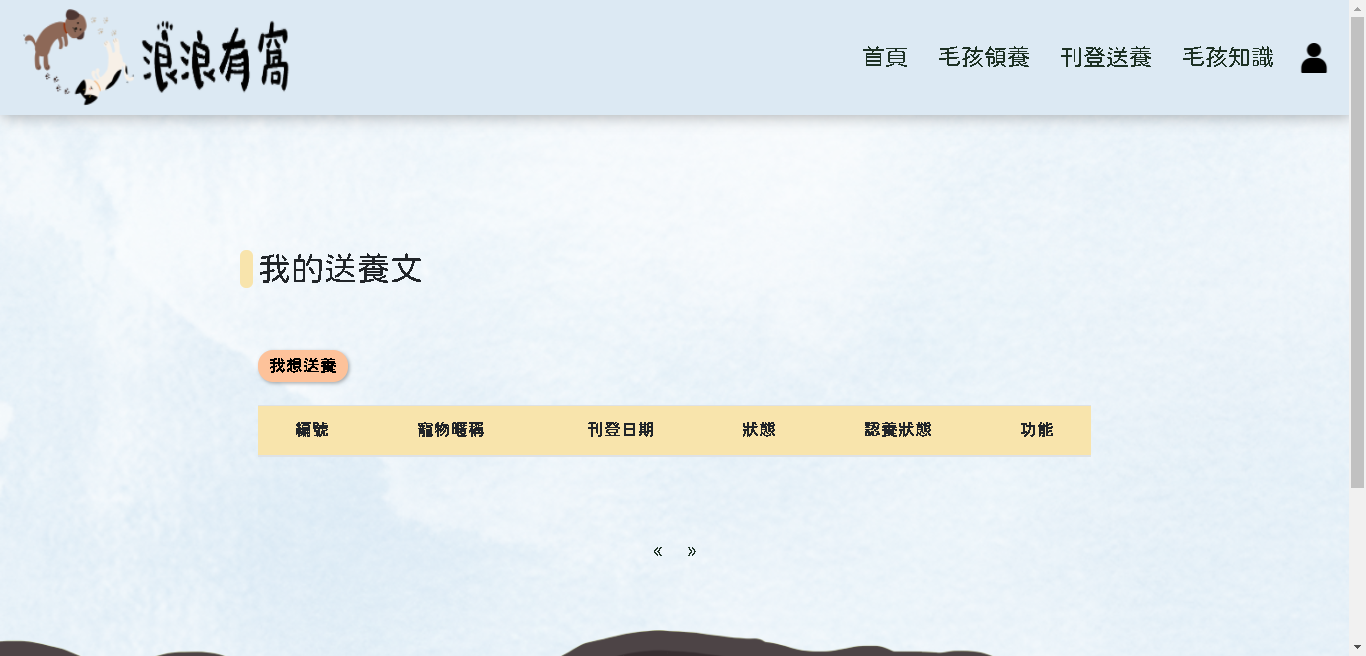 浪浪有窩
首頁 毛孩領養 刊登送養 毛孩知識
我的送養文
我想送養
編號 寵物暱稱 刊登日期 狀態 認養狀態 功能
« »